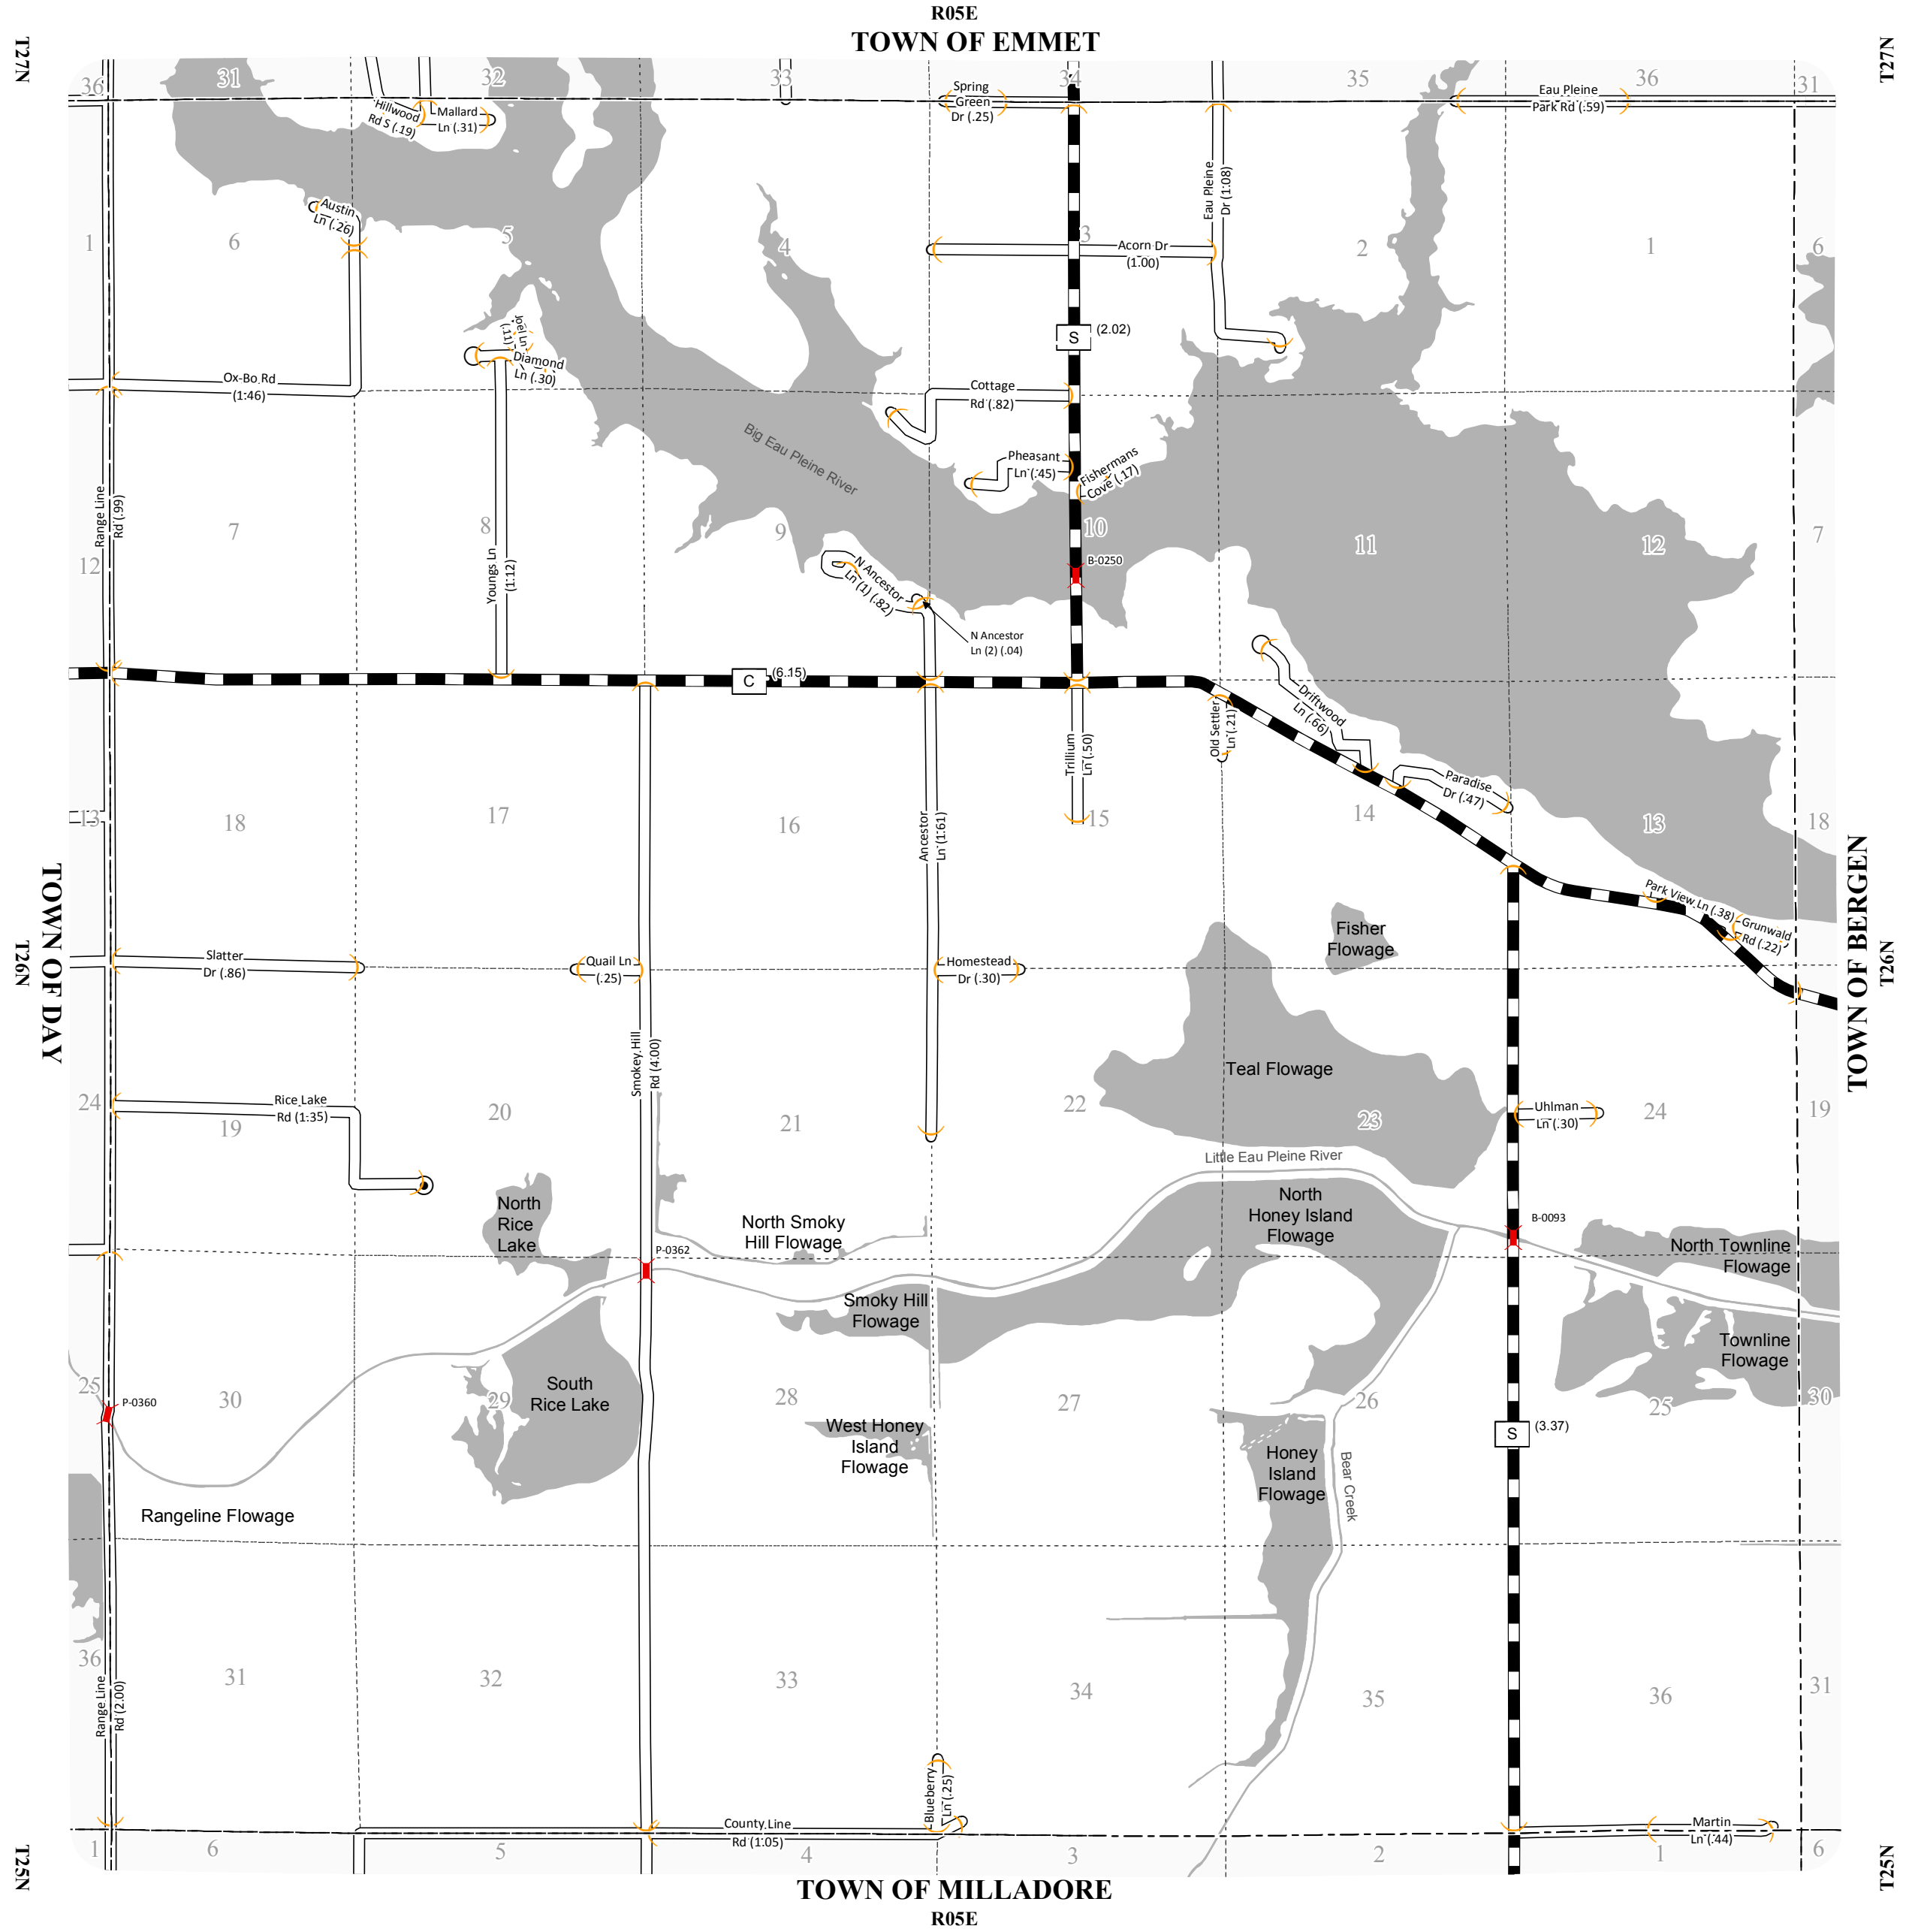 R05E
TOWN OF EMMET
T27N
T27N
36
31
32
33
34
35
36
31
Hillwood
Rd S (.19)
Mallard
Ln (.31)
Spring
Green
Dr (.25)
Eau Pleine
Park Rd (.59)
Austin
Ln (.26)
Eau Pleine
Dr (1.08)
1
6
5
4
3
2
1
6
Acorn Dr
(1.00)
Joel Ln
(.11)
Diamond
Ln (.30)
S
(2.02)
Ox-Bo Rd
(1.46)
Cottage
Rd (.82)
Big Eau Pleine River
Pheasant
Ln (.45)
Fishermans
Cove (.17)
Range Line
Rd (.99)
12
7
8
9
10
11
12
7
Youngs Ln
(1.12)
B-0250
N Ancestor
Ln (1) (.82)
N Ancestor
Ln (2) (.04)
C
(6.15)
Driftwood
Ln (.66)
Old Settler
Ln (.21)
Trillium
Ln (.50)
Paradise
Dr (.47)
13
18
17
16
15
14
13
18
Ancestor
Ln (1.61)
TOWN OF DAY
TOWN OF BERGEN
T26N
T26N
Park View Ln (.38)
Grunwald
Rd (.22)
Fisher
Flowage
Slatter
Dr (.86)
Quail Ln
(.25)
Homestead
Dr (.30)
Smokey Hill
Rd (4.00)
Teal Flowage
24
19
20
21
22
23
24
19
Rice Lake
Rd (1.35)
Uhlman
Ln (.30)
Little Eau Pleine River
North
Rice
Lake
North Smoky
Hill Flowage
North
Honey Island
Flowage
B-0093
P-0362
North Townline
Flowage
Smoky Hill
Flowage
Townline
Flowage
25
30
29
28
27
26
25
30
P-0360
South
Rice Lake
West Honey
Island
Flowage
Honey
Island
Flowage
Bear Creek
S
(3.37)
Rangeline Flowage
36
31
32
33
34
35
36
31
Range Line
Rd (2.00)
Blueberry
Ln (.25)
County Line
Rd (1.05)
Martin
Ln (.44)
1
6
5
4
3
2
1
6
T25N
T25N
TOWN OF MILLADORE
R05E